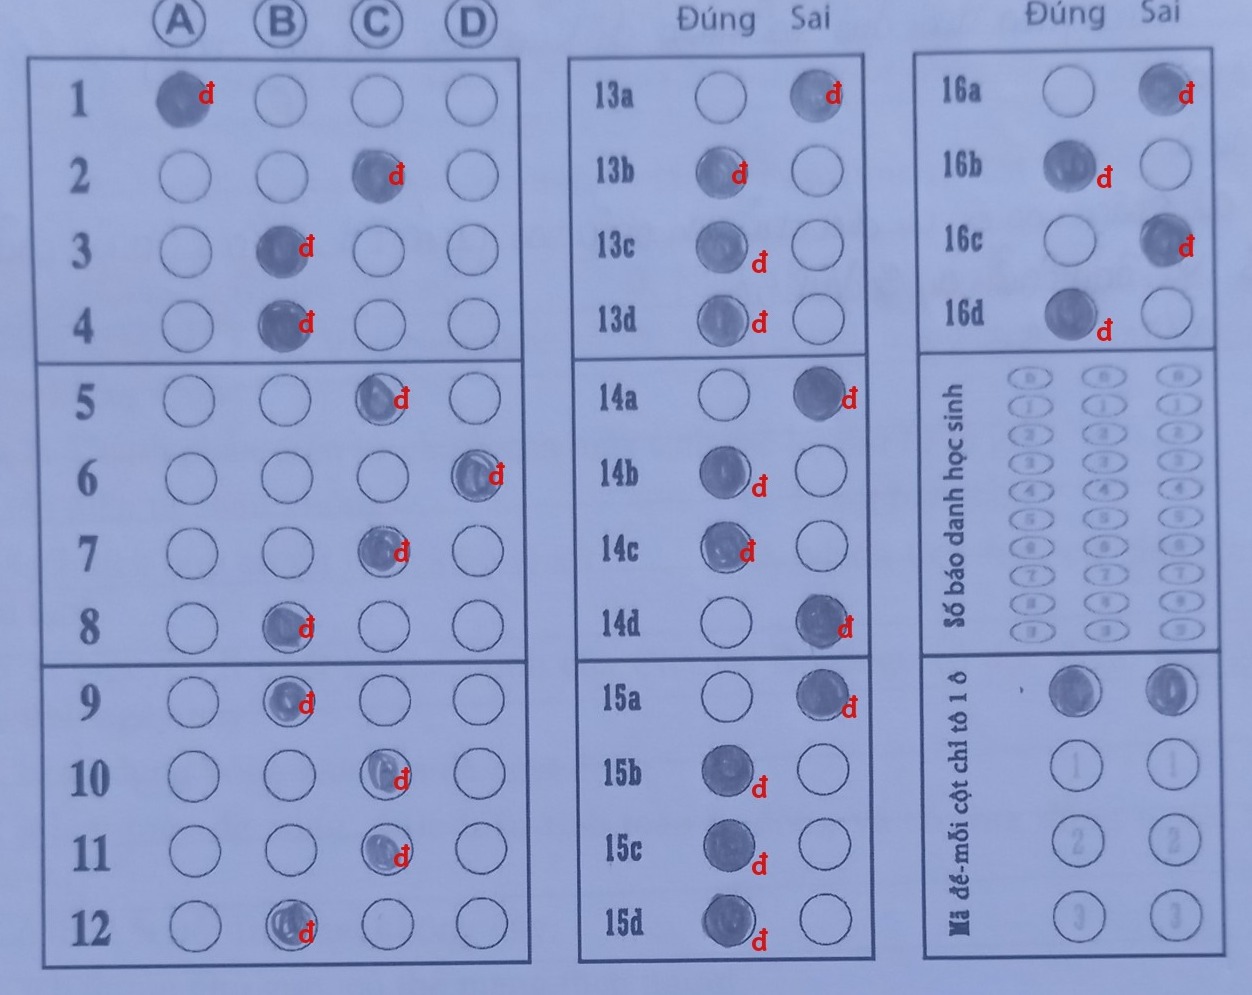 A B C D
1 đ
2 đ
3 đ
4 đ
5 đ
6 đ
7 đ
8 đ
9 đ
10 đ
11 đ
12 đ
Đúng Sai
13a đ
13b đ
13c đ
13d đ
14a đ
14b đ
14c đ
14d đ
15a đ
15b đ
15c đ
15d đ
Đúng Sai
16a đ
16b đ
16c đ
16d đ
Số báo danh học sinh
Mã đề-mỗi cột chỉ tô 1 ô
1 1
2 2
3 3